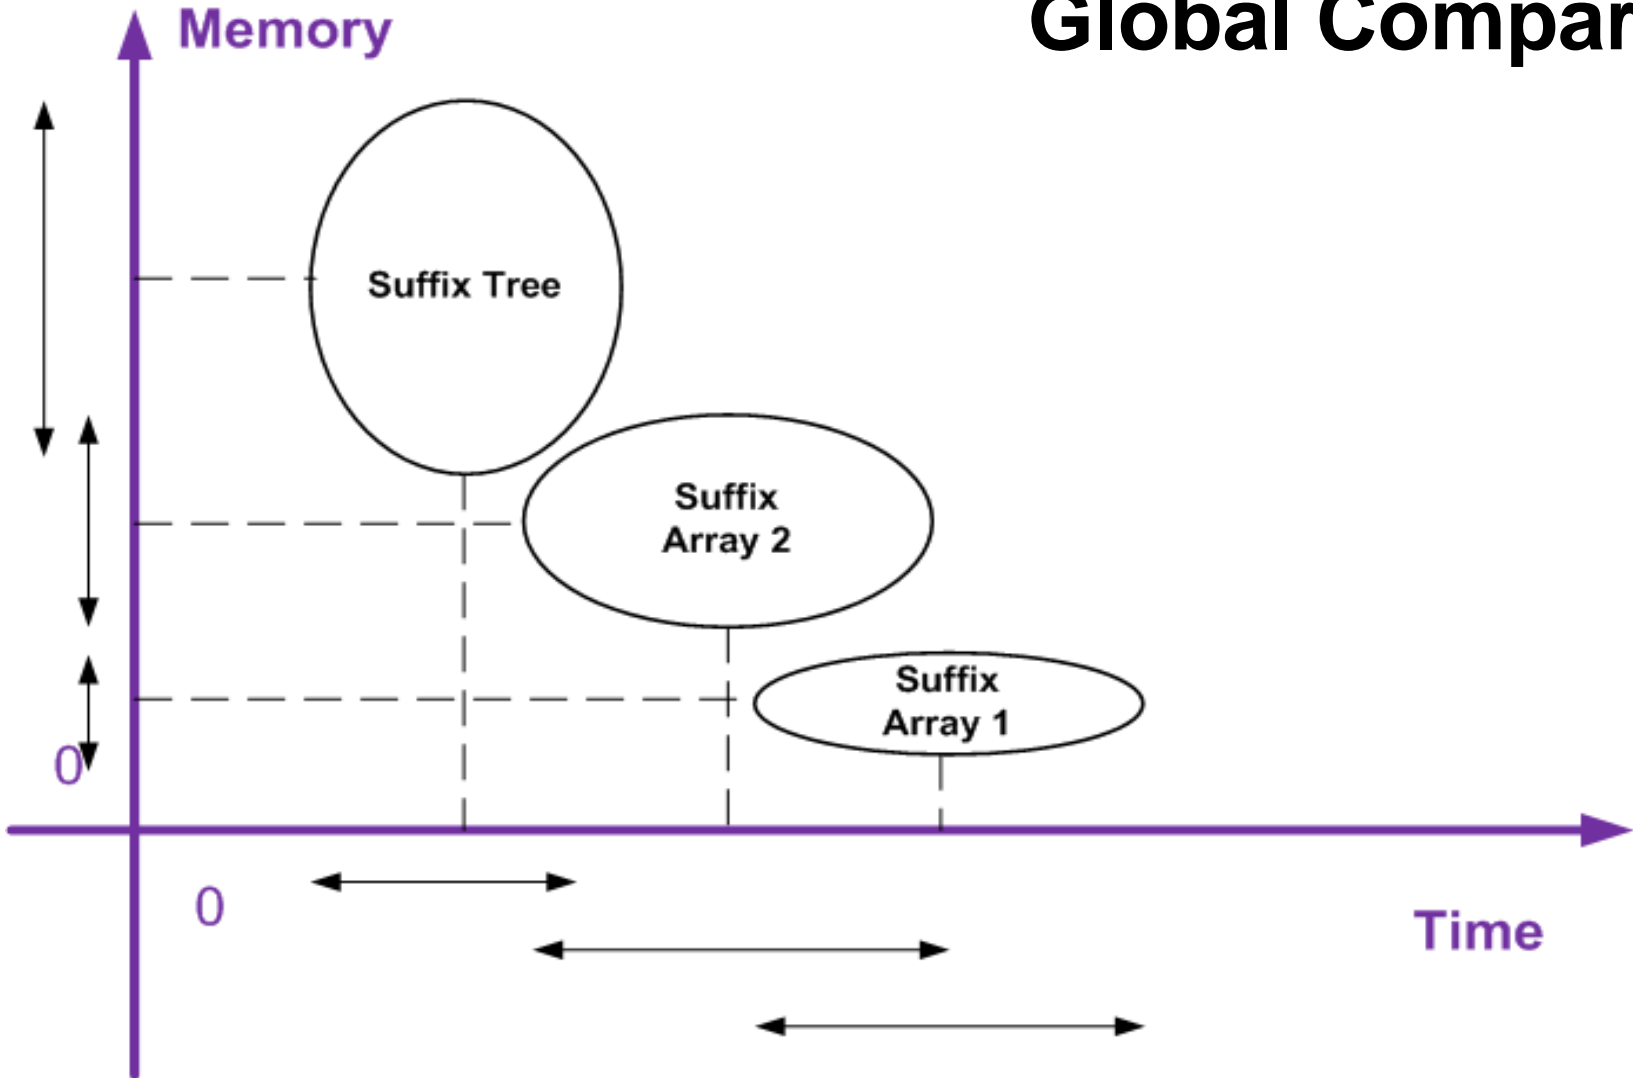 Global Compar
Memory
Suffix Tree
Suffix
Array 2
Suffix
Array 1
0
0
Time